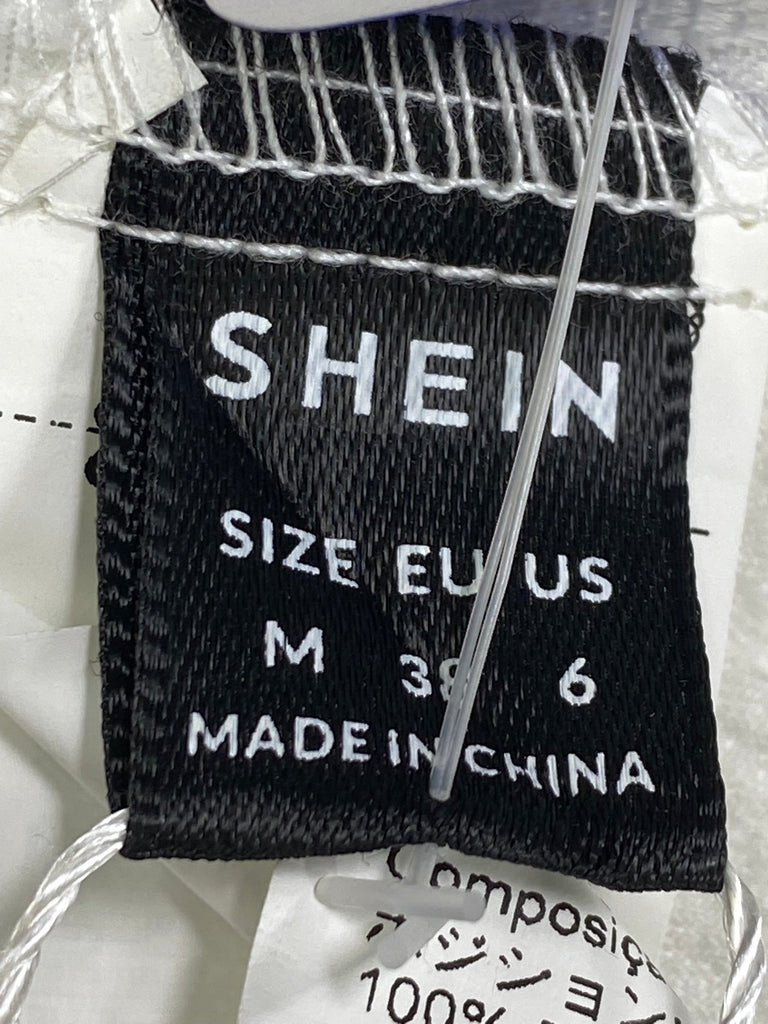 SHEIN
SIZE EU US
M 38 6
MADE IN CHINA
100%